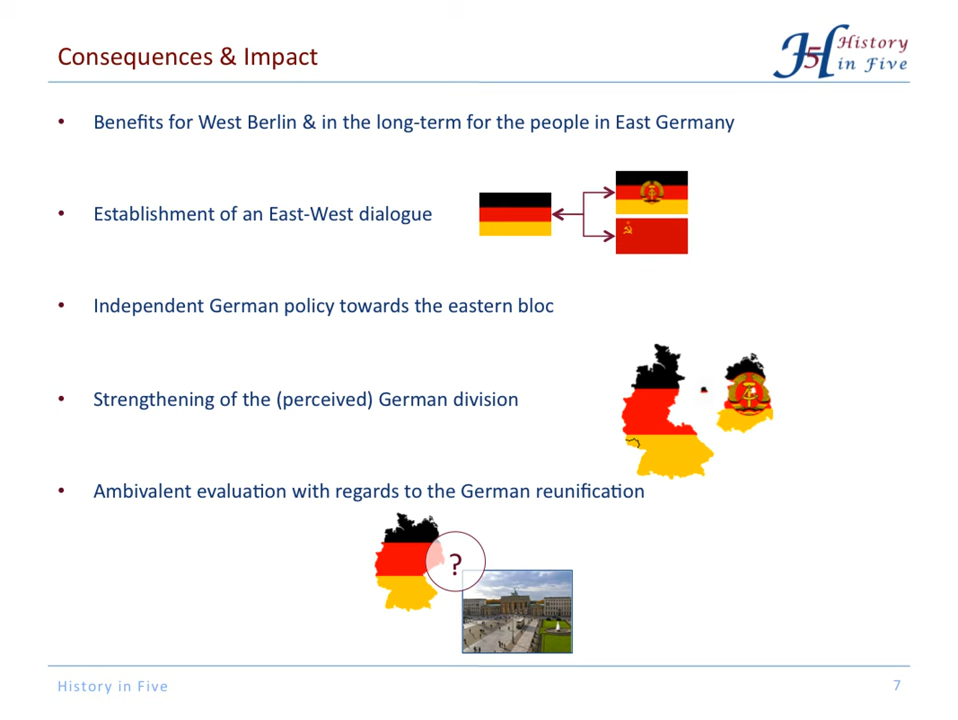 Consequences & Impact
History
in Five
• Benefits for West Berlin & in the long-term for the people in East Germany
• Establishment of an East-West dialogue
• Independent German policy towards the eastern bloc
• Strengthening of the (perceived) German division
• Ambivalent evaluation with regards to the German reunification
?
History in Five
7